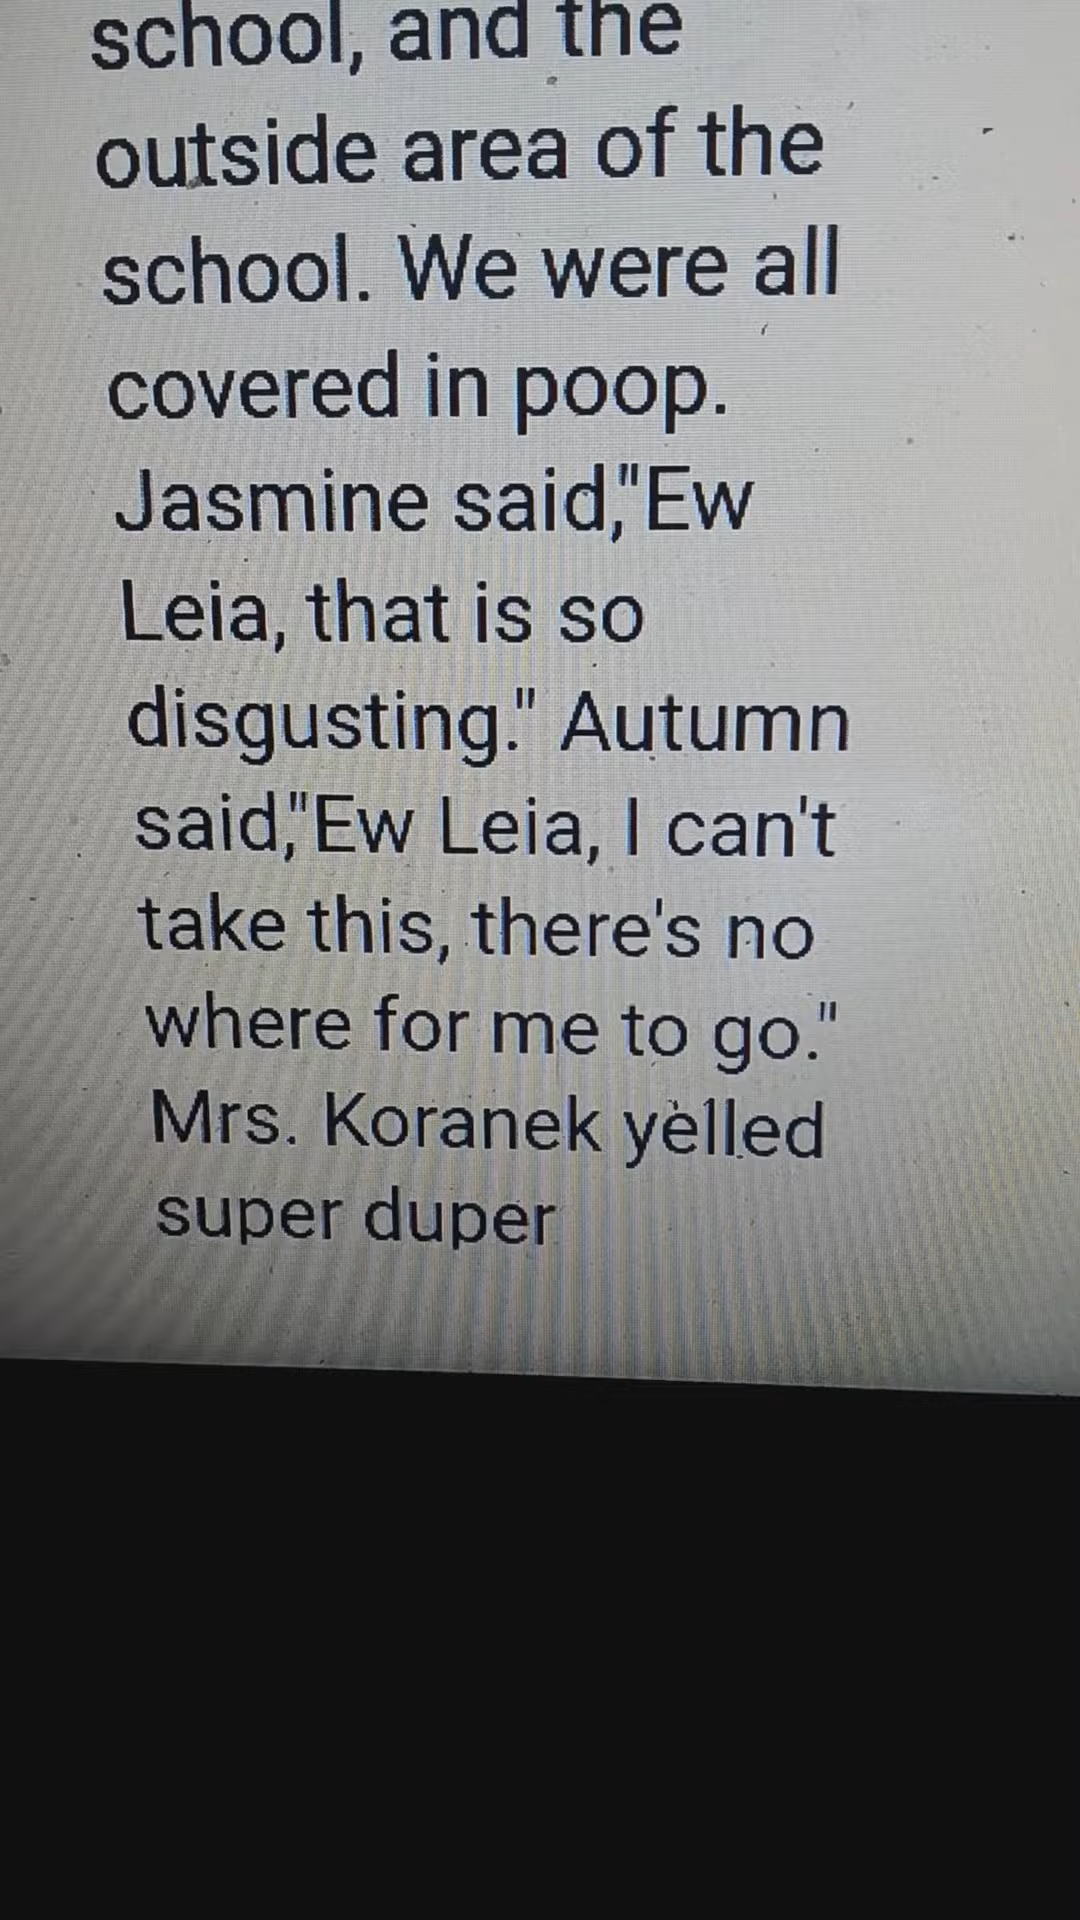 school, and the
outside area of the
school. We were all
covered in poop.
Jasmine said,"Ew
Leia, that is so
disgusting." Autumn
said,"Ew Leia, I can't
take this, there's no
where for me to go."
Mrs. Koranek yelled
super duper